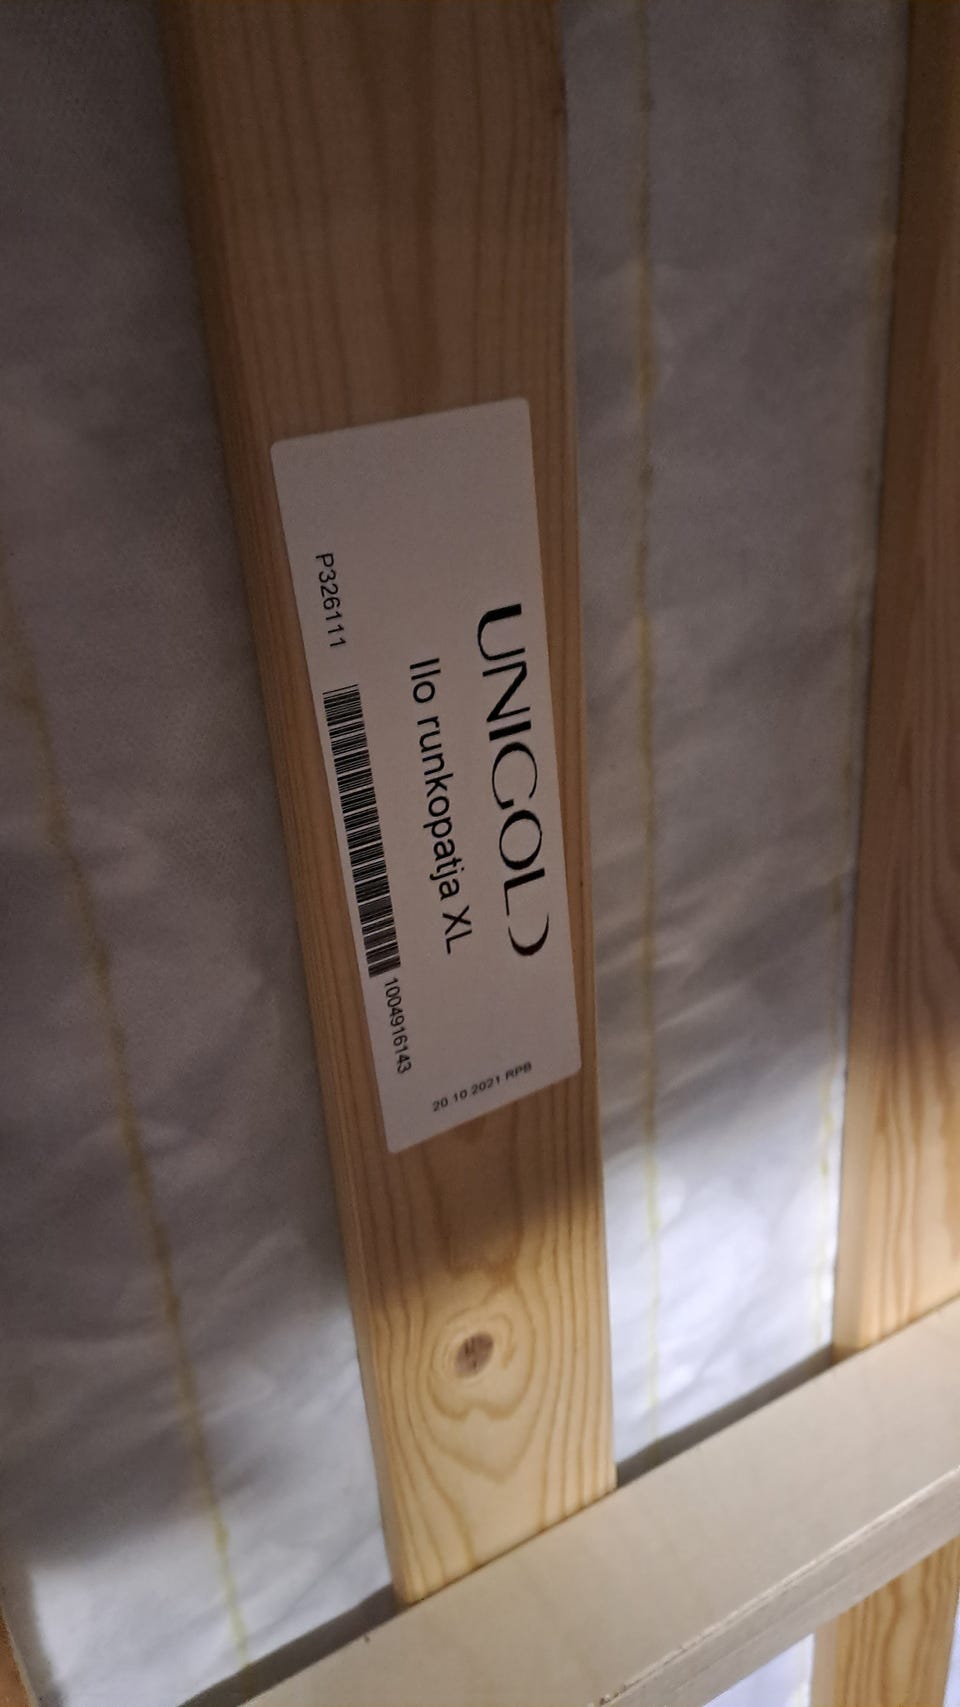 UNIGOLD
Ilo runkopatja XL
P326111
1004916143
20.10.2021 RPB